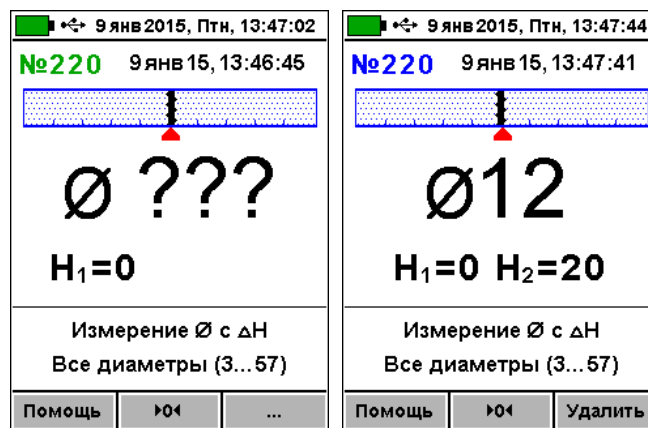 9 янв 2015, Птн, 13:47:02
№220 9 янв 15, 13:46:45
Ø ???
H₁=0
Измерение Ø с ΔH
Все диаметры (3...57)
Помощь ▸0◂ ...
9 янв 2015, Птн, 13:47:44
№220 9 янв 15, 13:47:41
Ø12
H₁=0 H₂=20
Измерение Ø с ΔH
Все диаметры (3...57)
Помощь ▸0◂ Удалить